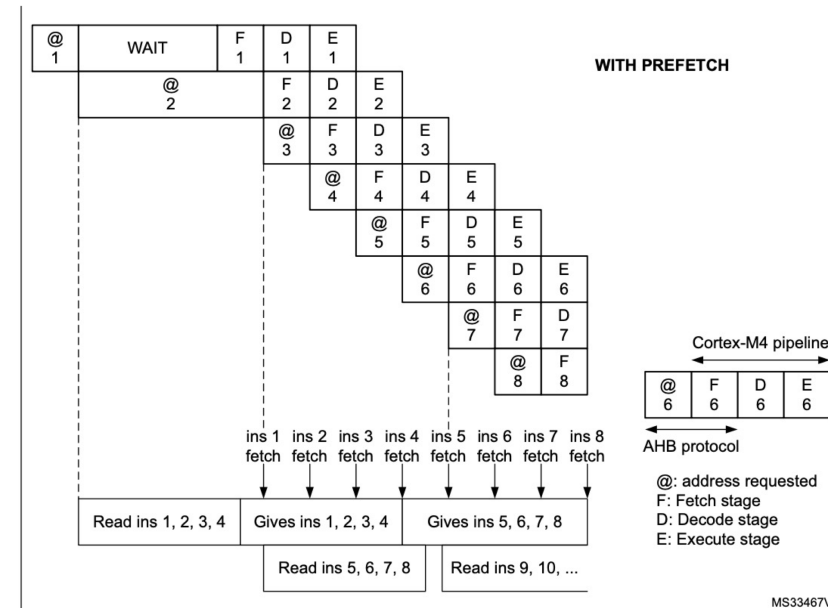 @ WAIT F D E
1 1 1 1
WITH PREFETCH
@ F D E
2 2 2 2
@ F D E
3 3 3 3
@ F D E
4 4 4 4
@ F D E
5 5 5 5
@ F D E
6 6 6 6
@ F D
7 7 7
@ F
8 8
Cortex-M4 pipeline
@ F D E
6 6 6 6
AHB protocol
ins 1 ins 2 ins 3 ins 4 ins 5 ins 6 ins 7 ins 8
fetch fetch fetch fetch fetch fetch fetch fetch
@: address requested
F: Fetch stage
D: Decode stage
E: Execute stage
Read ins 1, 2, 3, 4 Gives ins 1, 2, 3, 4 Gives ins 5, 6, 7, 8
Read ins 5, 6, 7, 8 Read ins 9, 10, ...
MS33467V